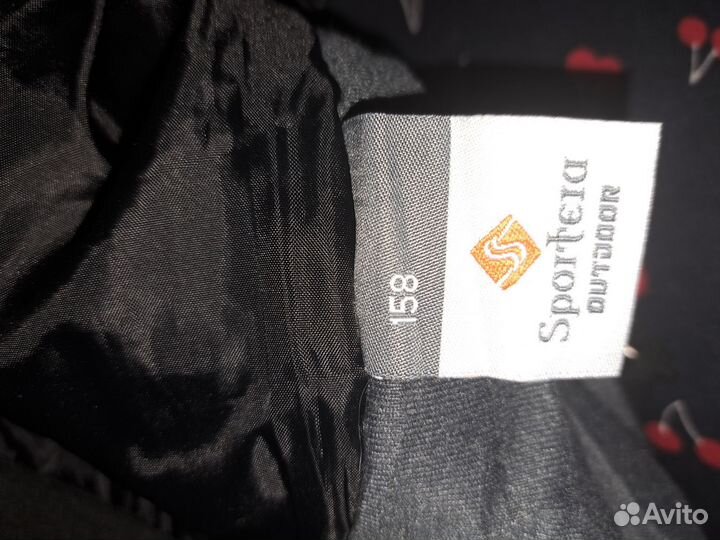 Sportera
OUTDOOR
158
Avito